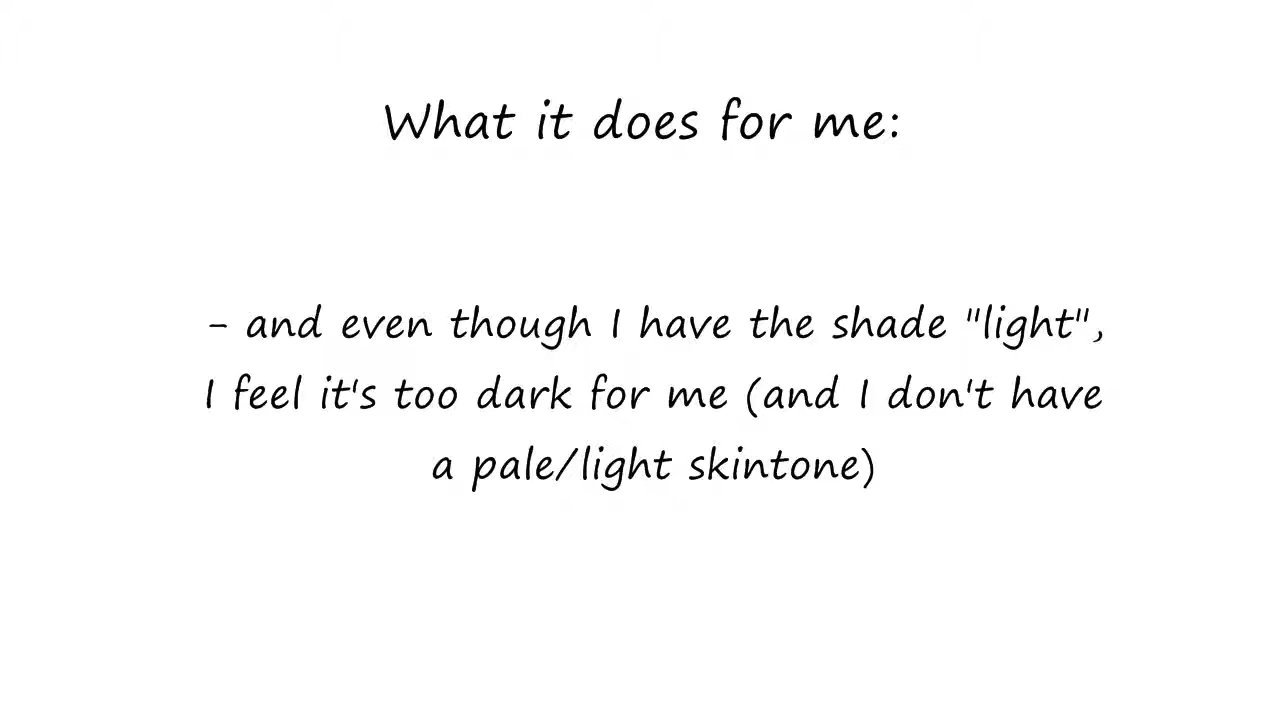 What it does for me:
- and even though I have the shade "light",
I feel it's too dark for me (and I don't have
a pale/light skintone)